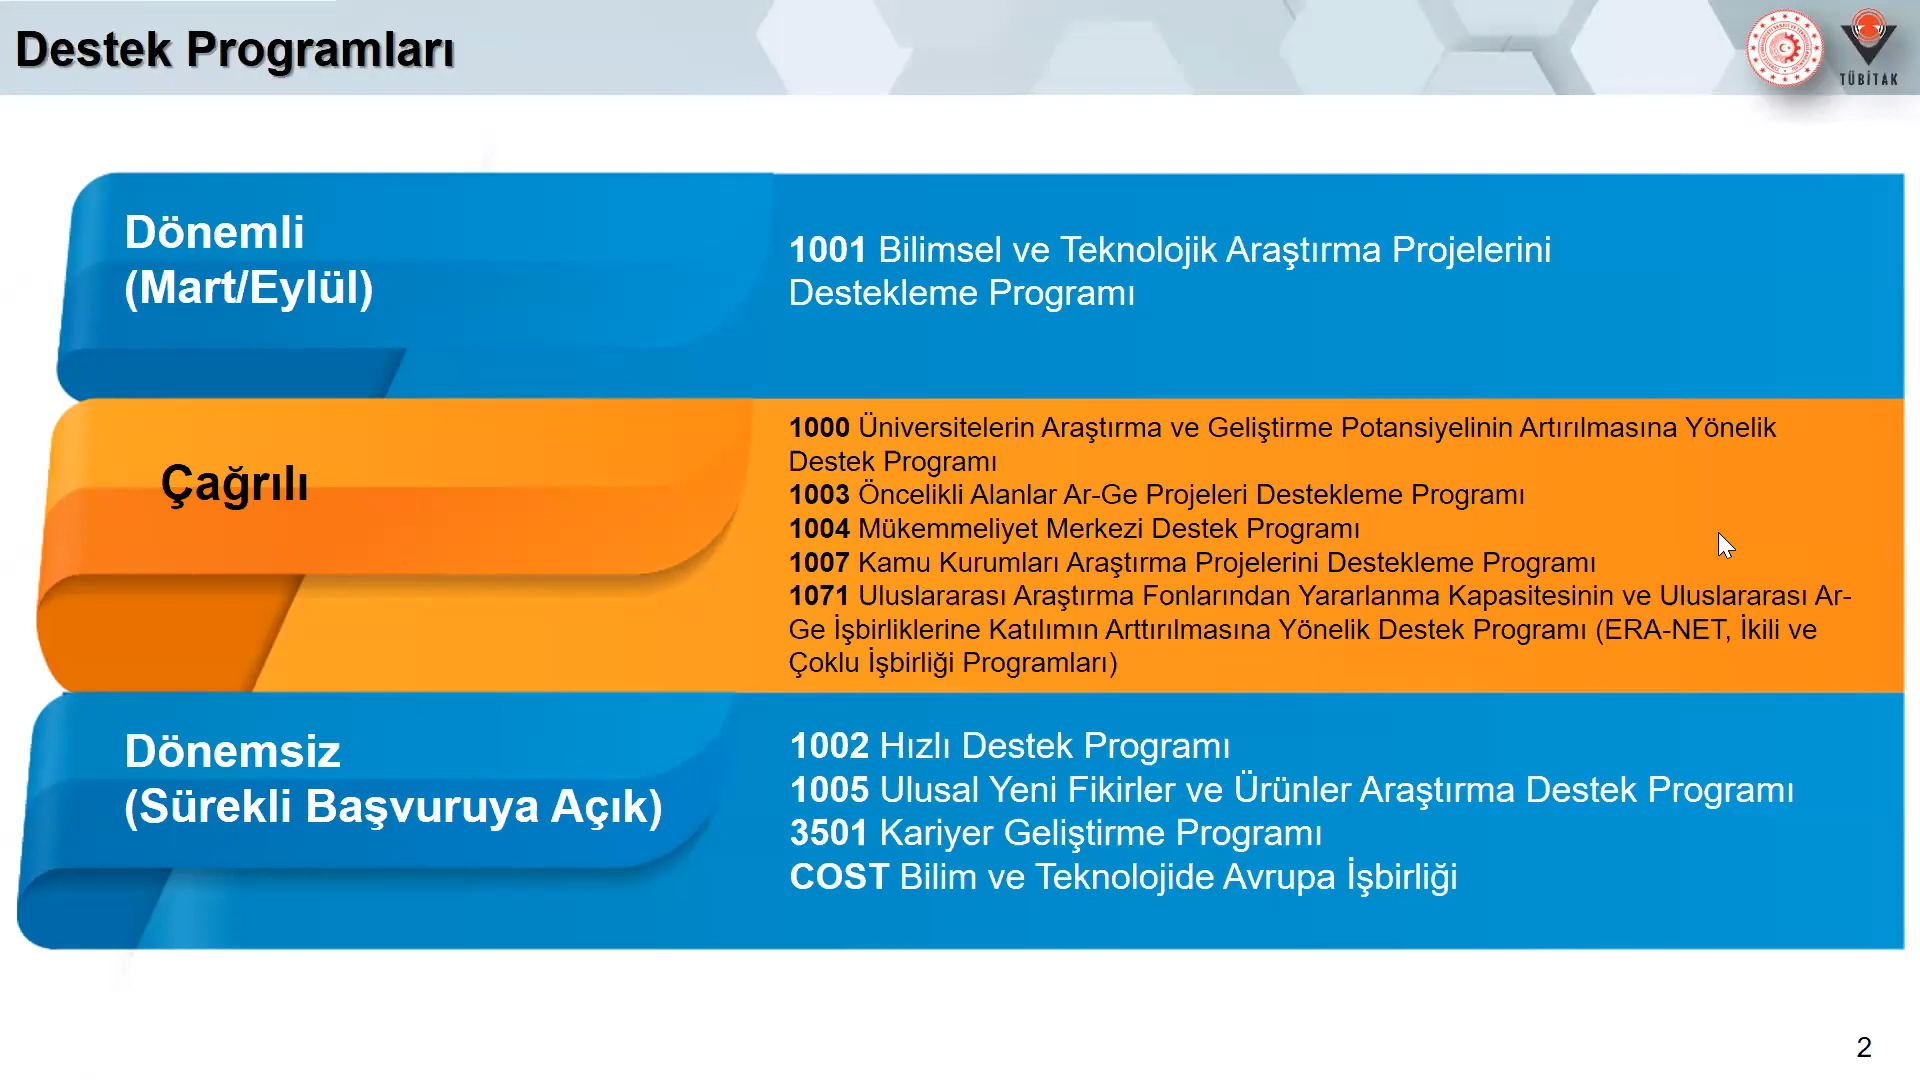 Destek Programları
TÜBİTAK
Dönemli
(Mart/Eylül)
1001 Bilimsel ve Teknolojik Araştırma Projelerini
Destekleme Programı
Çağrılı
1000 Üniversitelerin Araştırma ve Geliştirme Potansiyelinin Artırılmasına Yönelik
Destek Programı
1003 Öncelikli Alanlar Ar-Ge Projeleri Destekleme Programı
1004 Mükemmeliyet Merkezi Destek Programı
1007 Kamu Kurumları Araştırma Projelerini Destekleme Programı
1071 Uluslararası Araştırma Fonlarından Yararlanma Kapasitesinin ve Uluslararası Ar-
Ge İşbirliklerine Katılımın Arttırılmasına Yönelik Destek Programı (ERA-NET, İkili ve
Çoklu İşbirliği Programları)
Dönemsiz
(Sürekli Başvuruya Açık)
1002 Hızlı Destek Programı
1005 Ulusal Yeni Fikirler ve Ürünler Araştırma Destek Programı
3501 Kariyer Geliştirme Programı
COST Bilim ve Teknolojide Avrupa İşbirliği
2